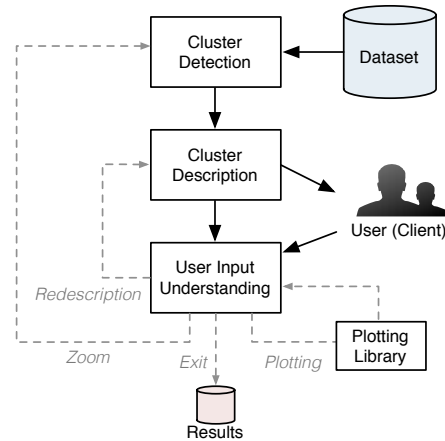 Cluster
Detection
Dataset
Cluster
Description
User (Client)
User Input
Understanding
Redescription
Zoom
Exit
Plotting
Plotting
Library
Results